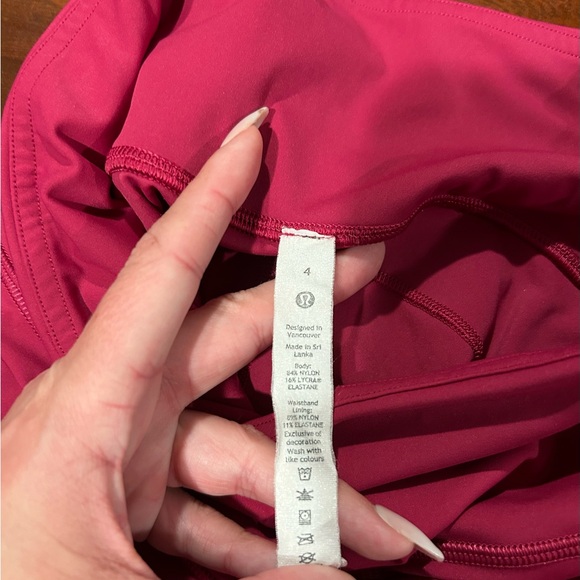 4
Designed in
Vancouver
Made in Sri
Lanka
Body:
84% NYLON
16% LYCRA®
ELASTANE
Waistband
Lining:
89% NYLON
11% ELASTANE
Exclusive of
decoration
Wash with
like colours